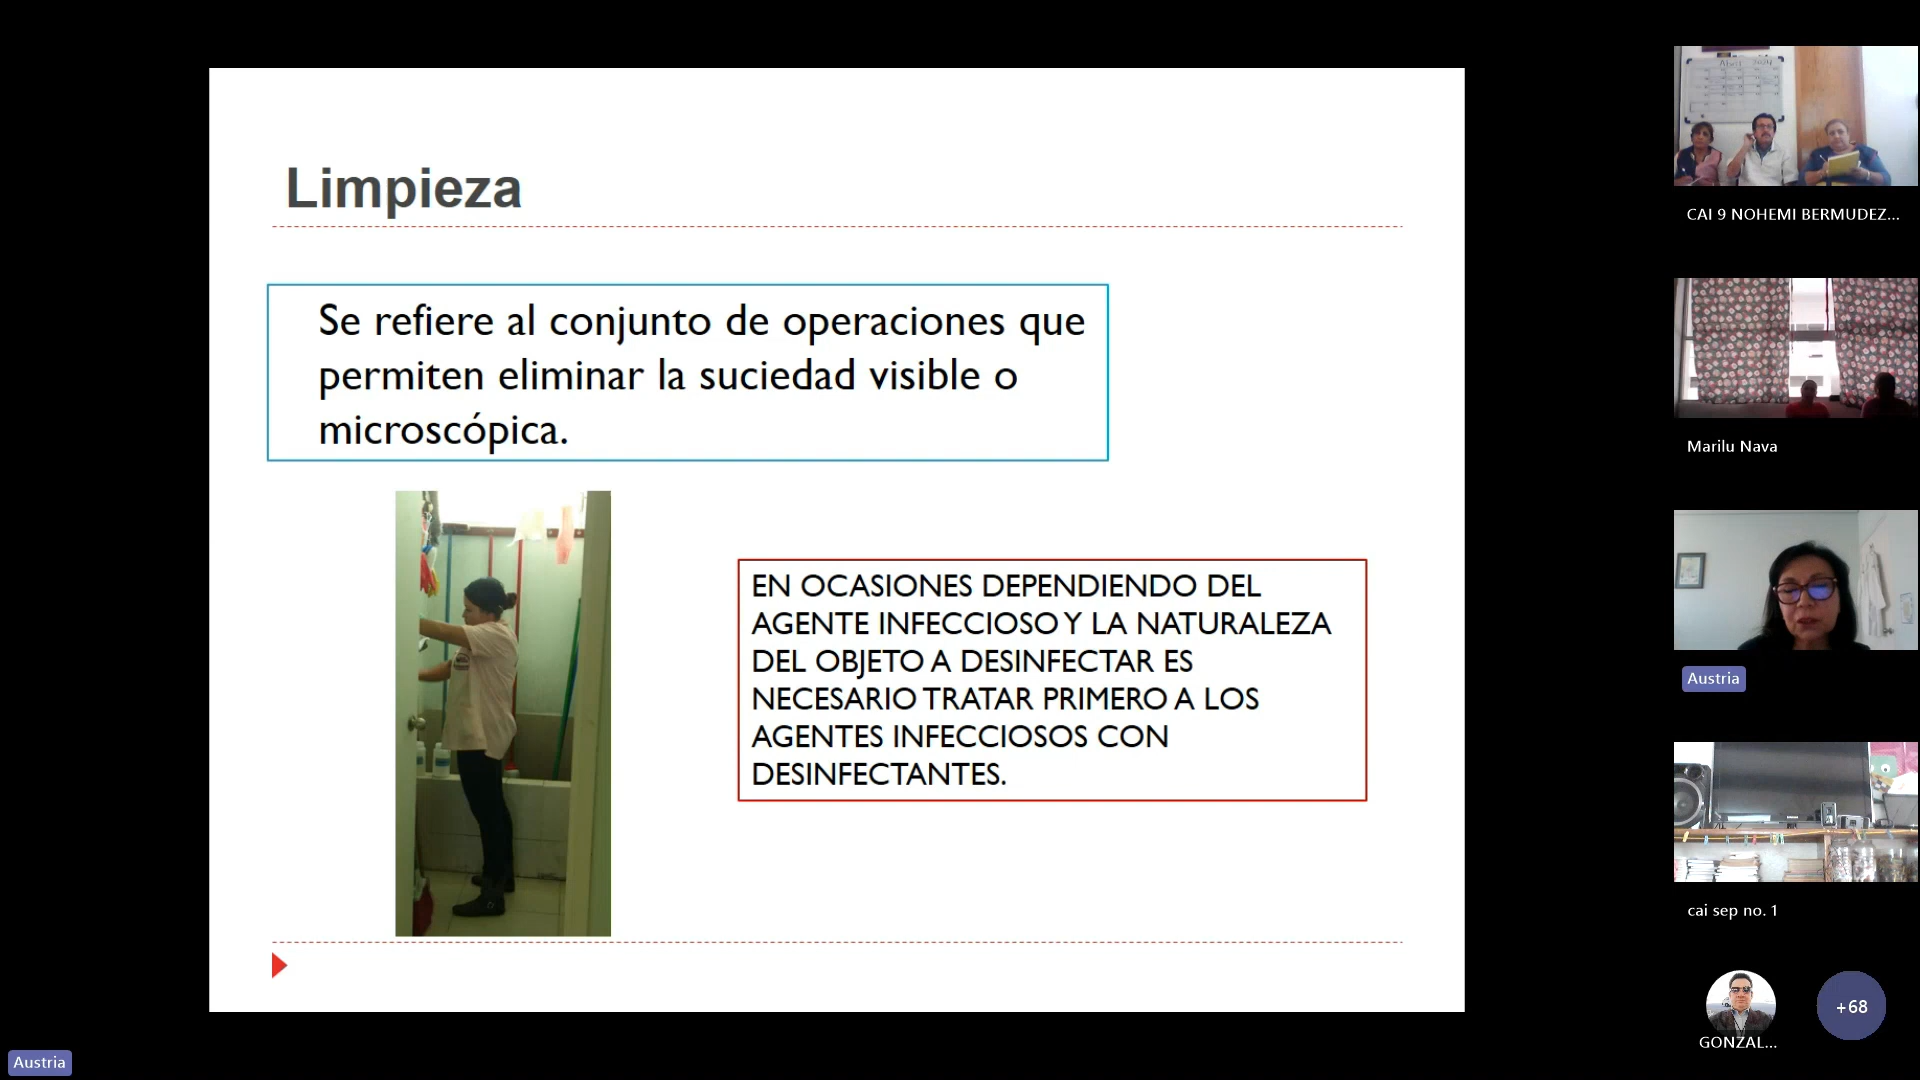 Limpieza
Se refiere al conjunto de operaciones que
permiten eliminar la suciedad visible o
microscópica.
EN OCASIONES DEPENDIENDO DEL
AGENTE INFECCIOSO Y LA NATURALEZA
DEL OBJETO A DESINFECTAR ES
NECESARIO TRATAR PRIMERO A LOS
AGENTES INFECCIOSOS CON
DESINFECTANTES.
Abril 2024
CAI 9 NOHEMI BERMUDEZ...
Marilu Nava
Austria
cai sep no. 1
GONZAL...
+68
Austria